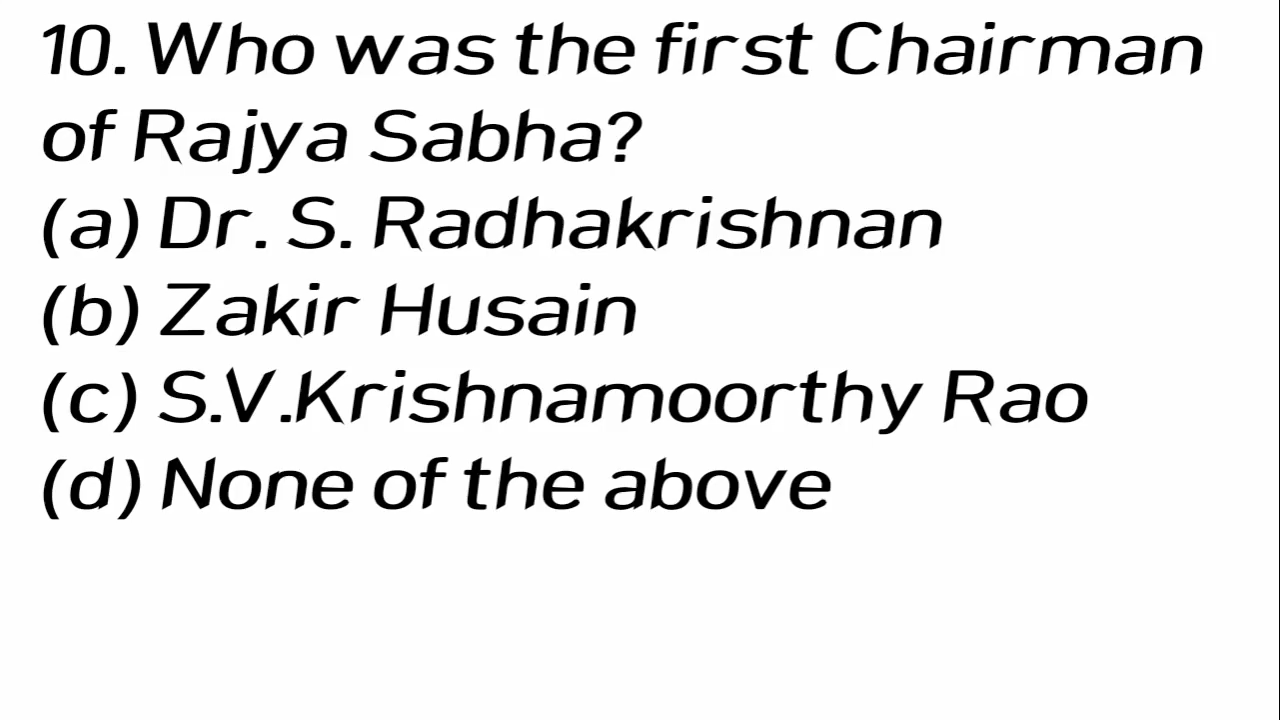 10. Who was the first Chairman
of Rajya Sabha?
(a) Dr. S. Radhakrishnan
(b) Zakir Husain
(c) S.V.Krishnamoorthy Rao
(d) None of the above